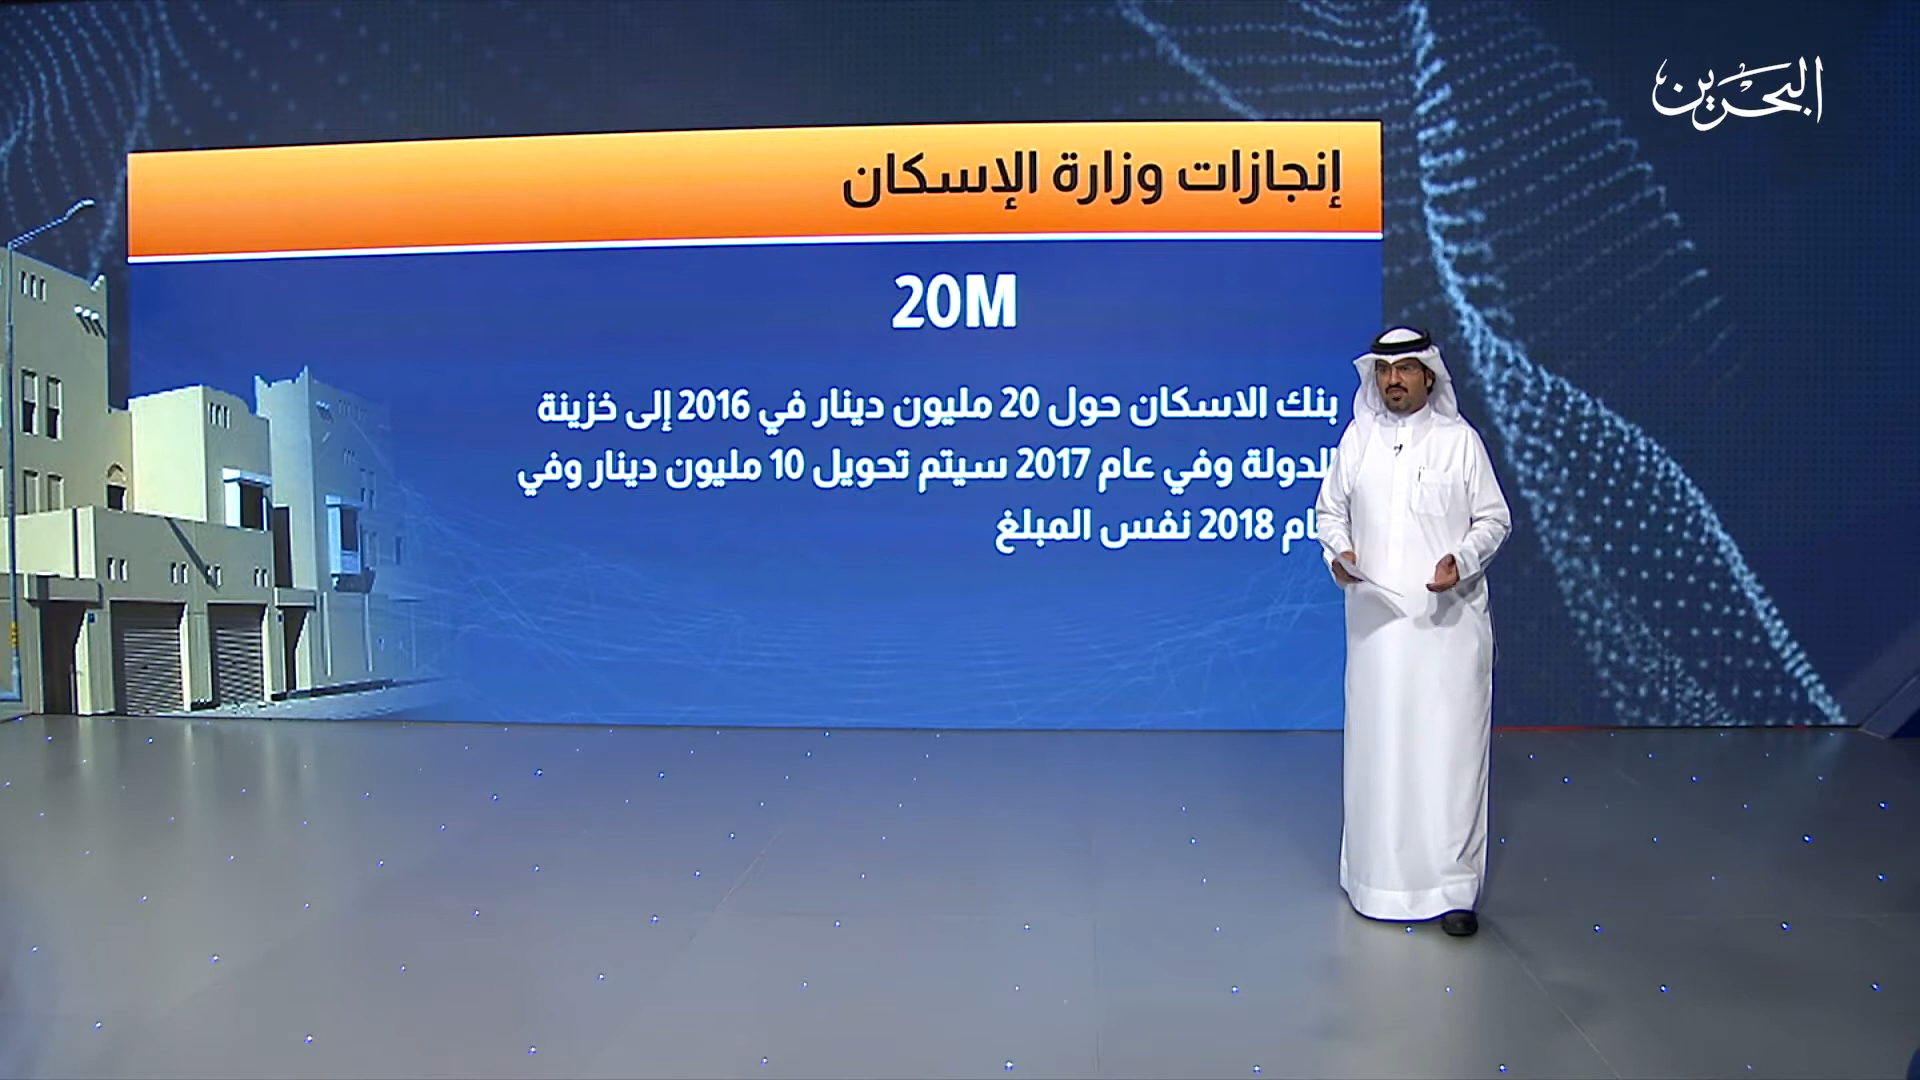 البحرين
إنجازات وزارة الإسكان
20M
بنك الاسكان حول 20 مليون دينار في 2016 إلى خزينة
الدولة وفي عام 2017 سيتم تحويل 10 مليون دينار وفي
عام 2018 نفس المبلغ